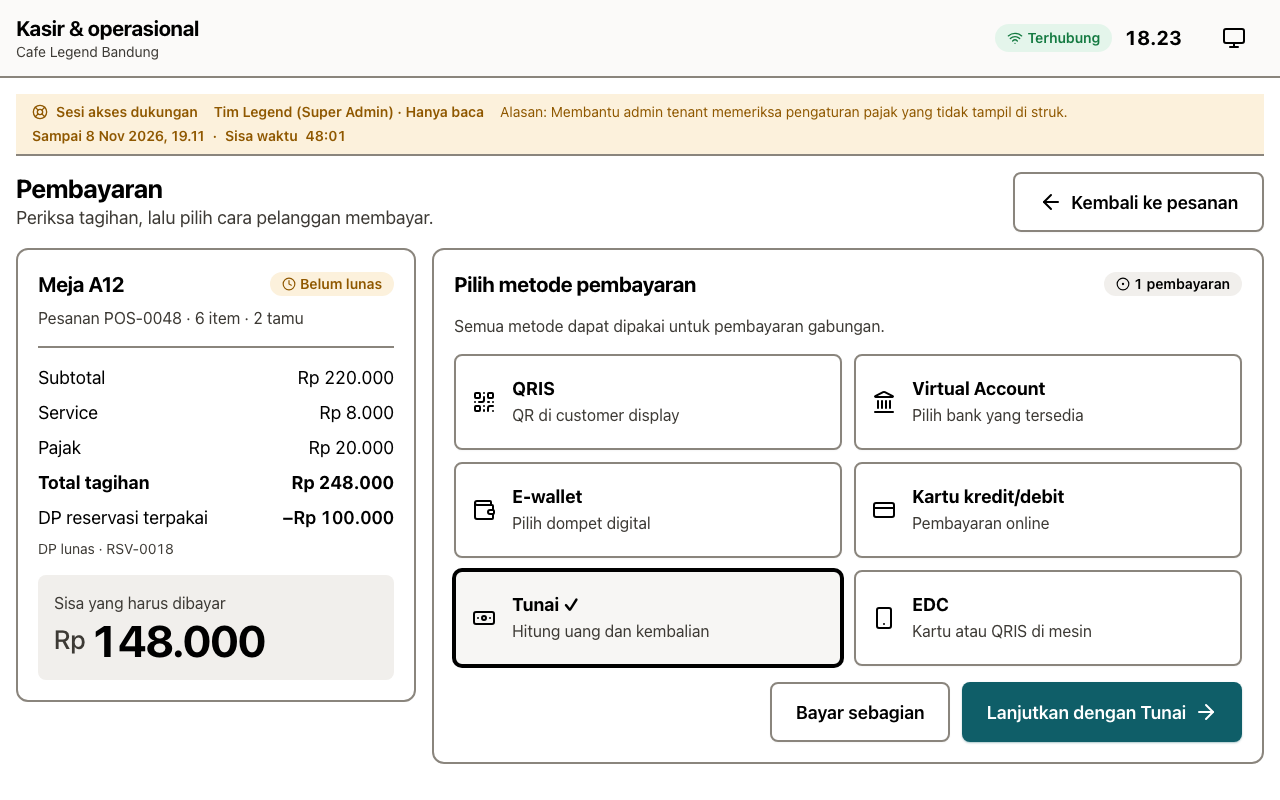 Kasir & operasional
Cafe Legend Bandung
Terhubung
18.23
Sesi akses dukungan Tim Legend (Super Admin) · Hanya baca Alasan: Membantu admin tenant memeriksa pengaturan pajak yang tidak tampil di struk.
Sampai 8 Nov 2026, 19.11 · Sisa waktu 48:01
Pembayaran
Periksa tagihan, lalu pilih cara pelanggan membayar.
Kembali ke pesanan
Meja A12
Belum lunas
Pesanan POS-0048 · 6 item · 2 tamu
Subtotal Rp 220.000
Service Rp 8.000
Pajak Rp 20.000
Total tagihan Rp 248.000
DP reservasi terpakai –Rp 100.000
DP lunas · RSV-0018
Sisa yang harus dibayar
Rp 148.000
Pilih metode pembayaran
1 pembayaran
Semua metode dapat dipakai untuk pembayaran gabungan.
QRIS
QR di customer display
Virtual Account
Pilih bank yang tersedia
E-wallet
Pilih dompet digital
Kartu kredit/debit
Pembayaran online
Tunai ✓
Hitung uang dan kembalian
EDC
Kartu atau QRIS di mesin
Bayar sebagian
Lanjutkan dengan Tunai